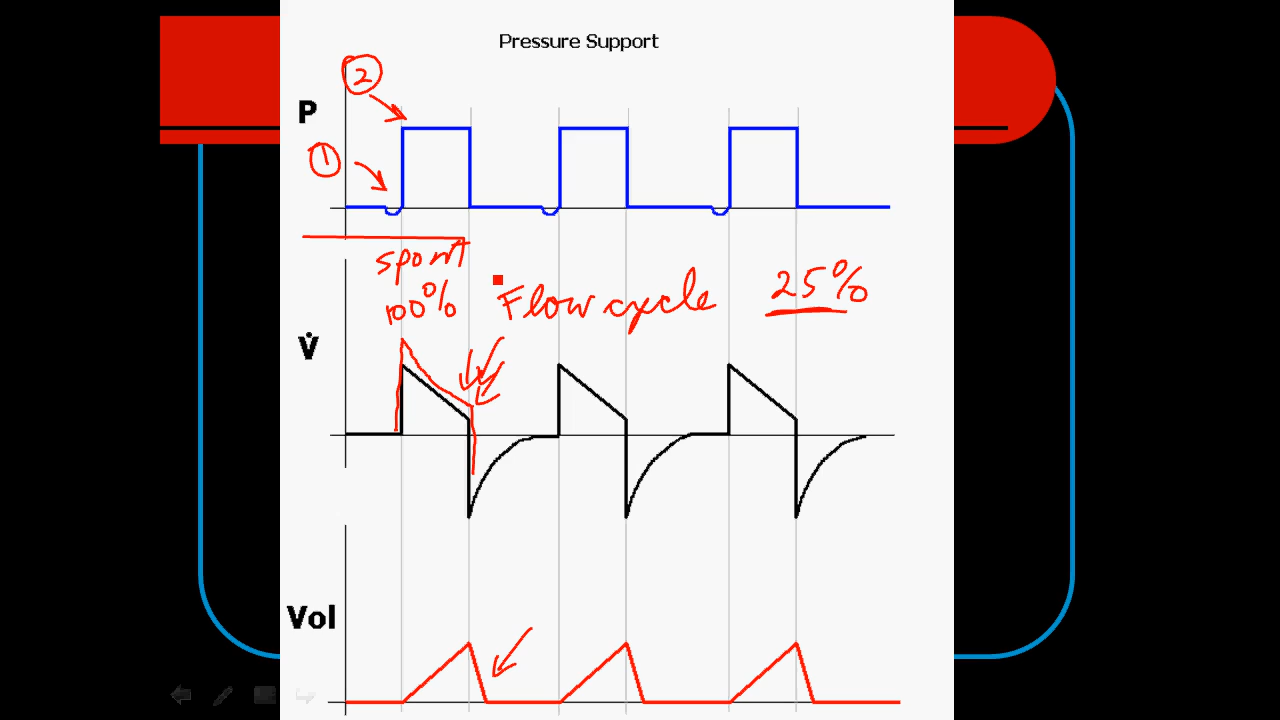 Pressure Support
2
P
1
spont
100%
Flow cycle 25%
V̇
Vol